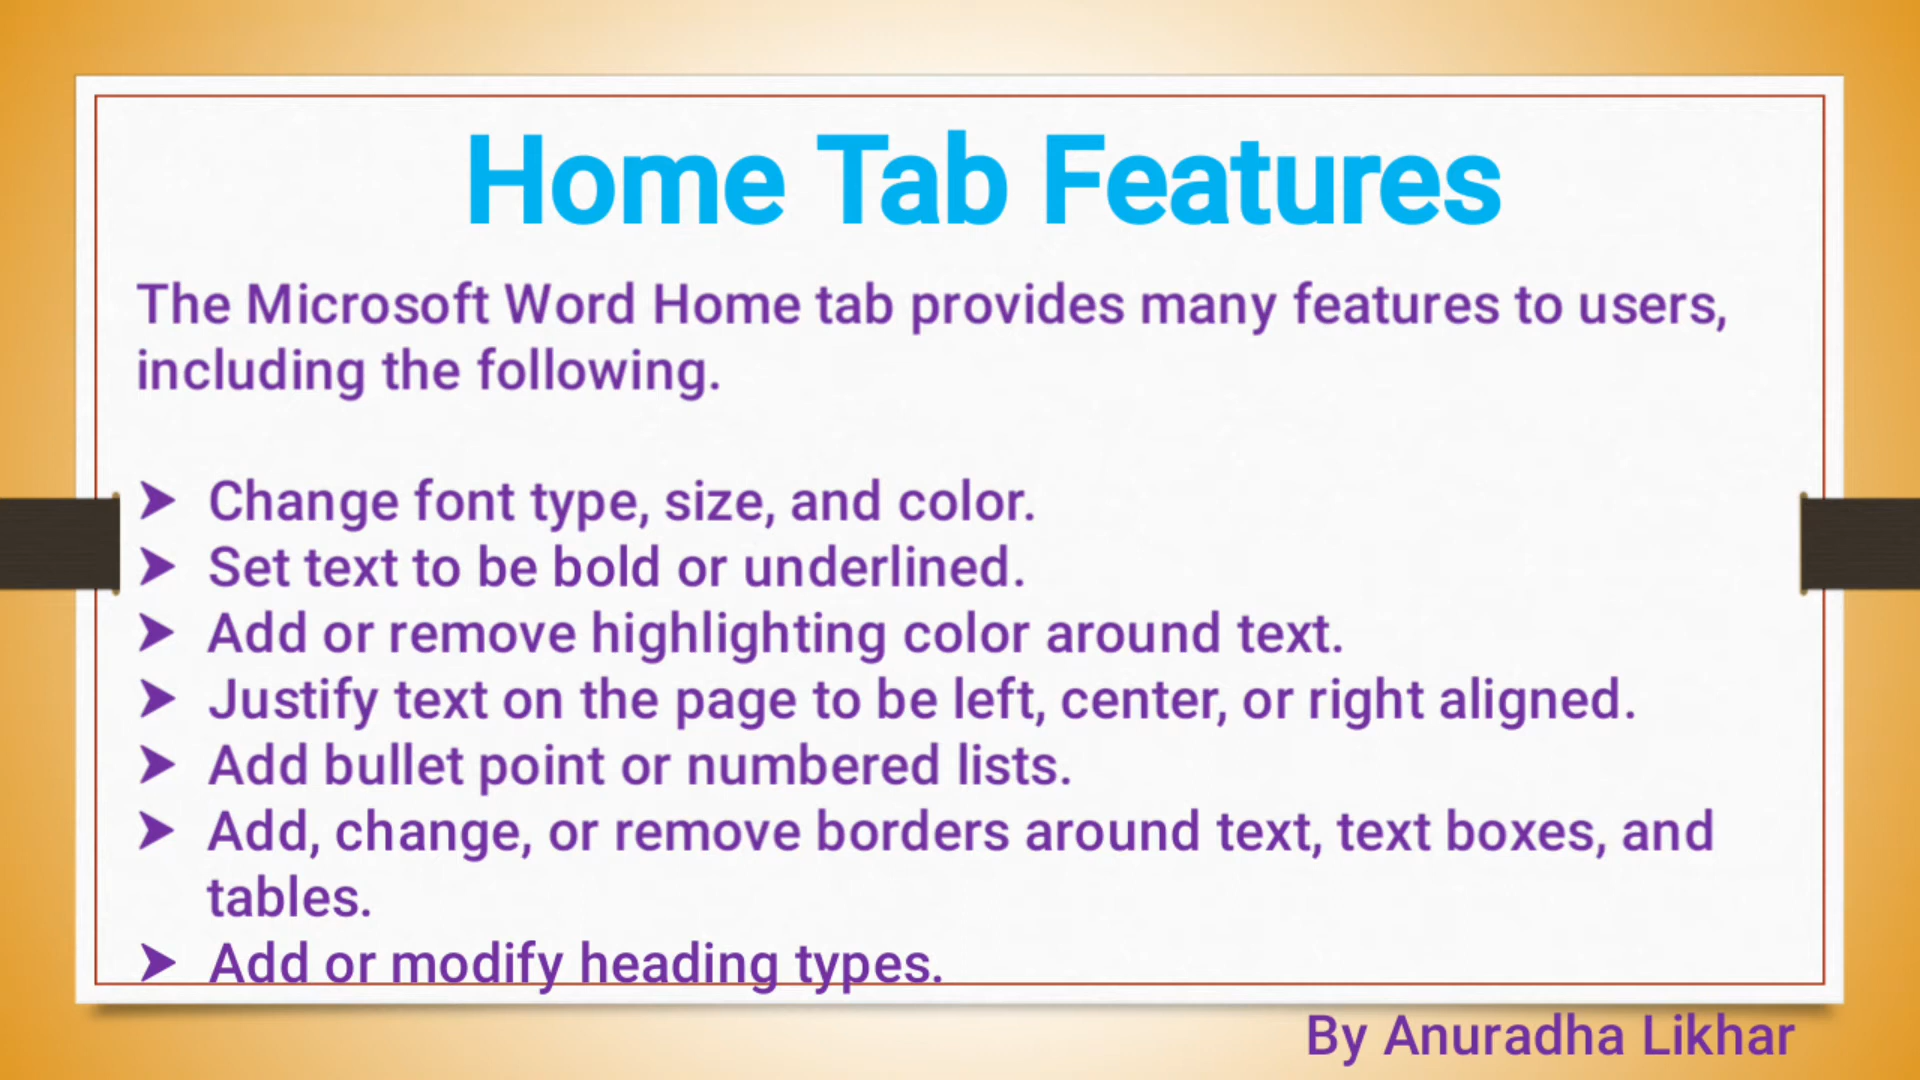 Home Tab Features
The Microsoft Word Home tab provides many features to users,
including the following.
➤ Change font type, size, and color.
➤ Set text to be bold or underlined.
➤ Add or remove highlighting color around text.
➤ Justify text on the page to be left, center, or right aligned.
➤ Add bullet point or numbered lists.
➤ Add, change, or remove borders around text, text boxes, and
tables.
➤ Add or modify heading types.
By Anuradha Likhar